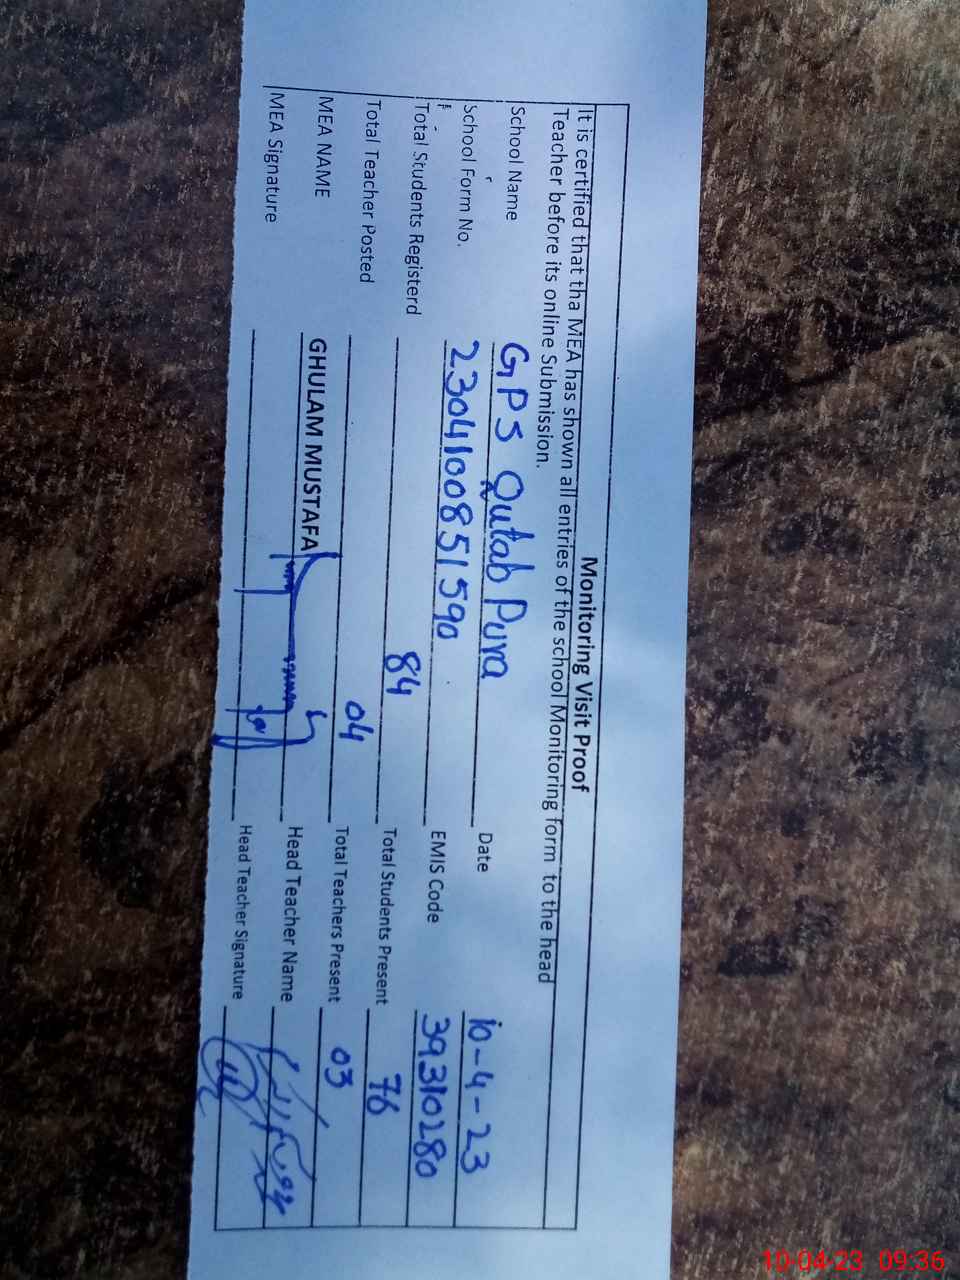 Monitoring Visit Proof
It is certified that tha MEA has shown all entries of the school Monitoring form to the head
Teacher before its online Submission.
School Name GPS Qutab Pura Date 10-4-23
School Form No. 2304100851590 EMIS Code 39310280
Total Students Registerd 84 Total Students Present 76
Total Teacher Posted 04 Total Teachers Present 03
MEA NAME GHULAM MUSTAFA Head Teacher Name
MEA Signature Head Teacher Signature
10-04-23 09:36